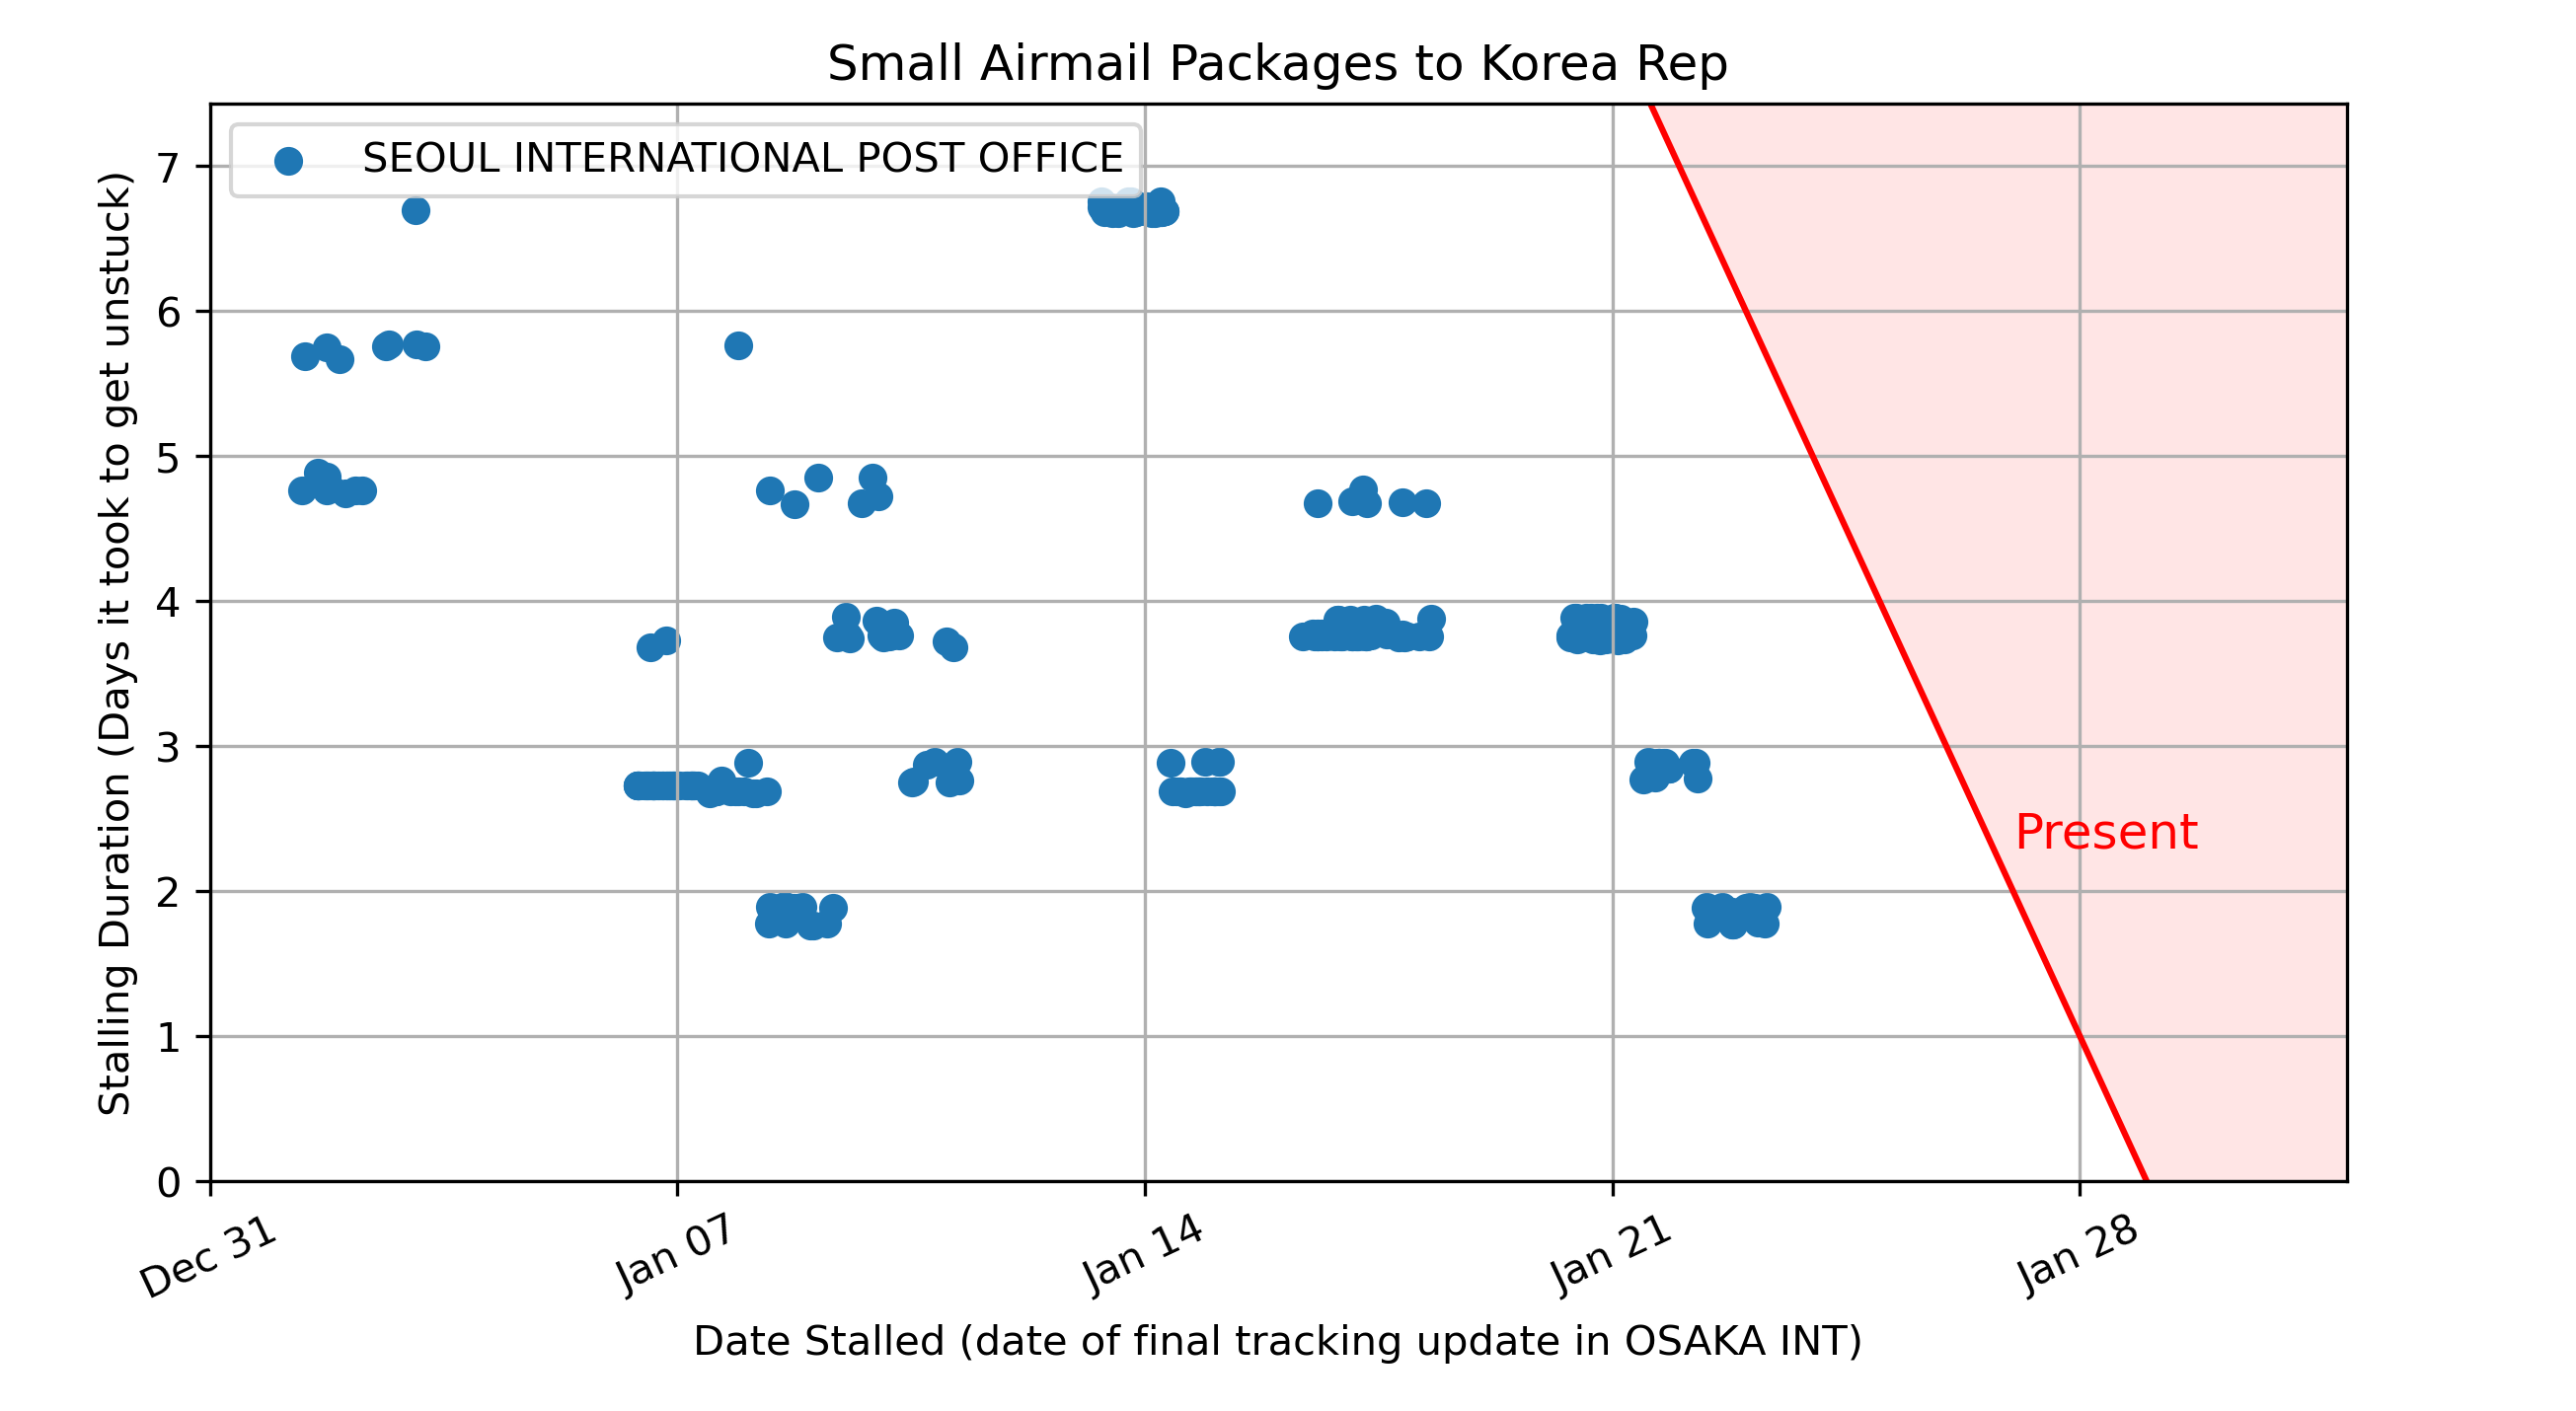 Small Airmail Packages to Korea Rep
SEOUL INTERNATIONAL POST OFFICE
Stalling Duration (Days it took to get unstuck)
7
6
5
4
3
2
1
0
Present
Dec 31
Jan 07
Jan 14
Jan 21
Jan 28
Date Stalled (date of final tracking update in OSAKA INT)